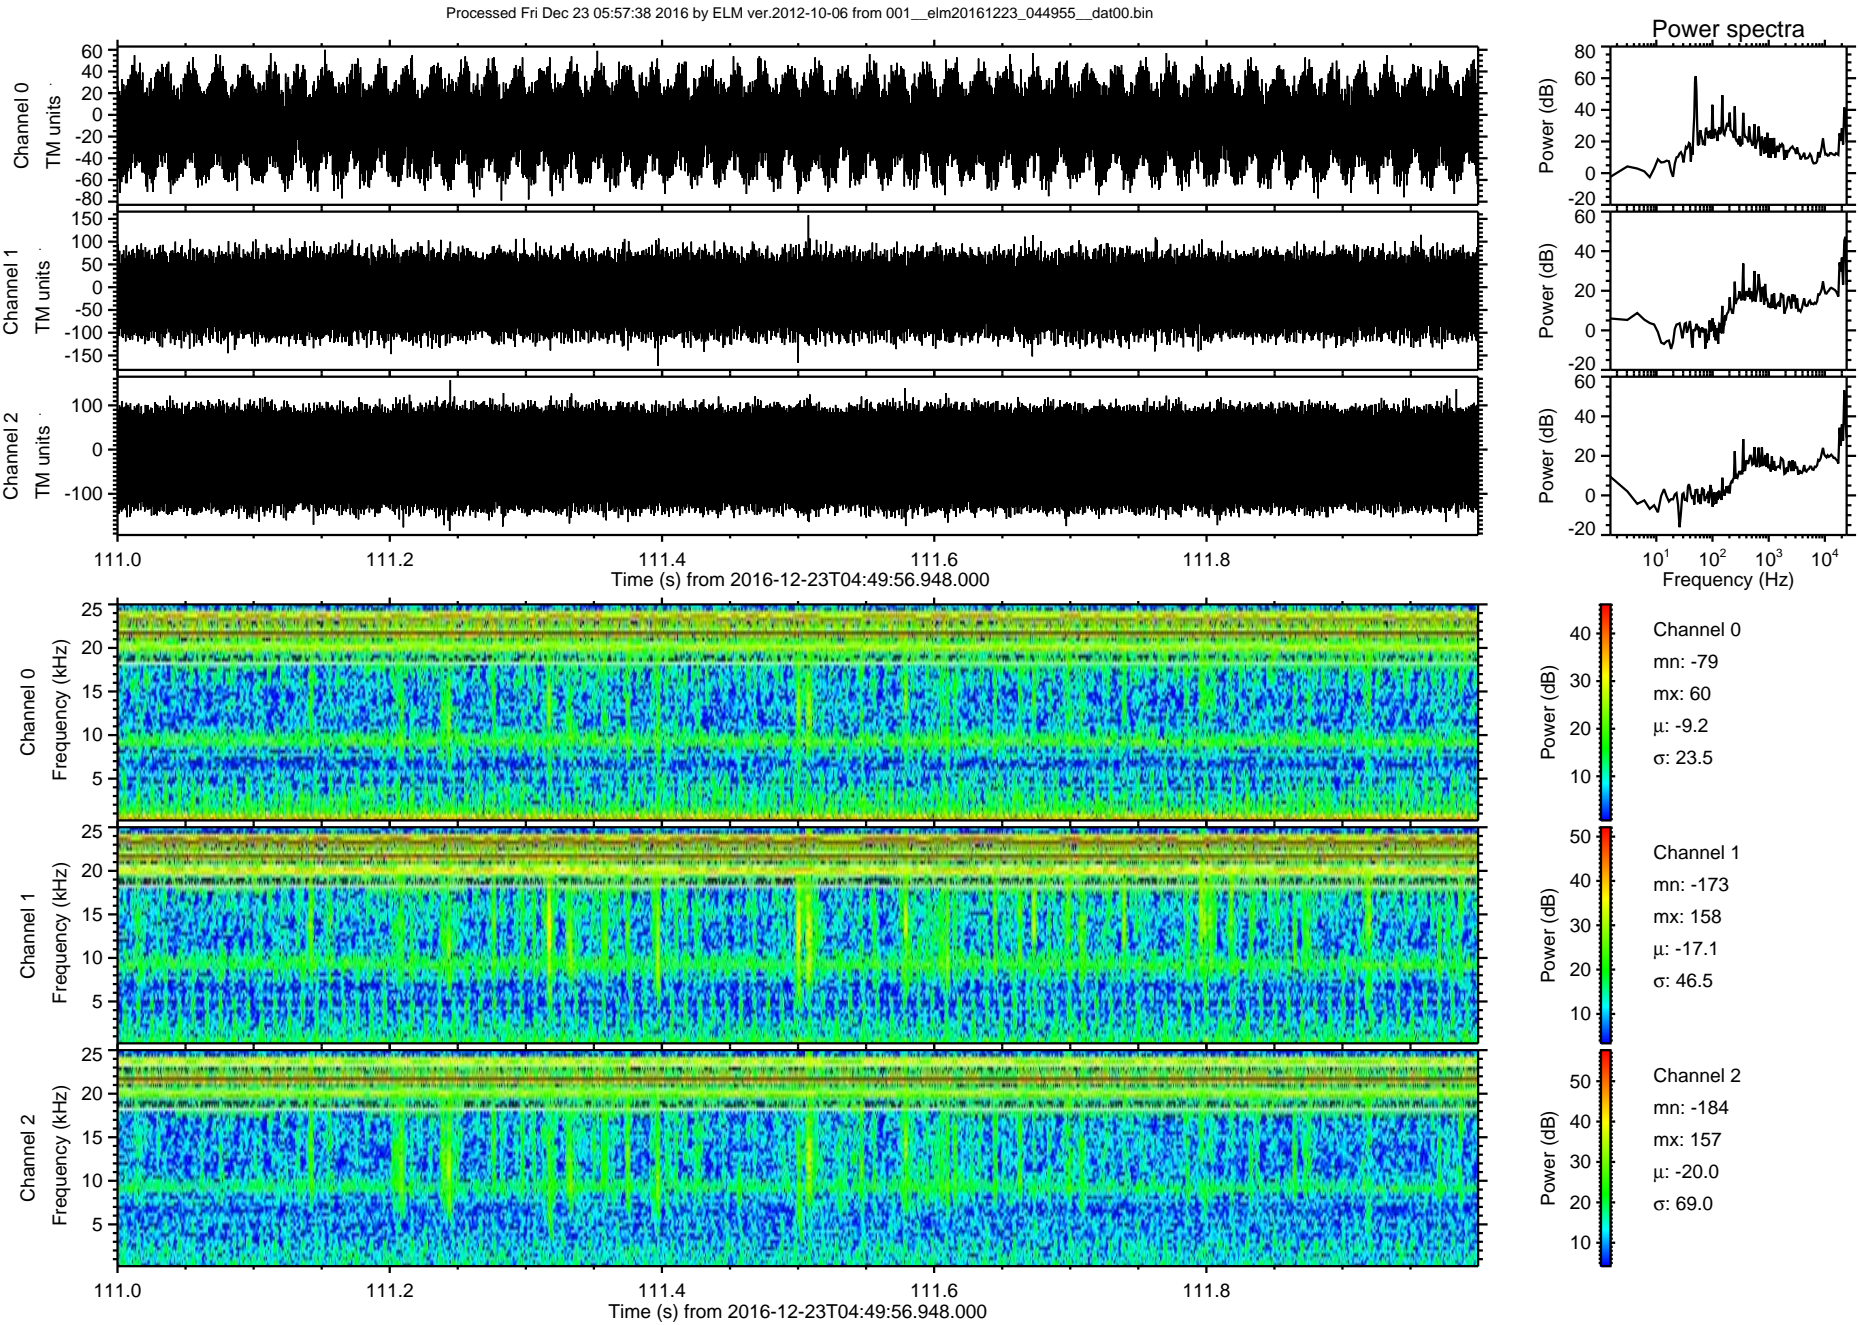 Processed Fri Dec 23 05:57:38 2016 by ELM ver.2012-10-06 from 001__elm20161223_044955__dat00.bin
Power spectra
Channel 0
TM units
60
40
20
0
-20
-40
-60
-80
Power (dB)
80
60
40
20
0
-20
Channel 1
TM units
150
100
50
0
-50
-100
-150
Power (dB)
60
40
20
0
-20
Channel 2
TM units
100
0
-100
Power (dB)
60
40
20
0
-20
111.0 111.2 111.4 111.6 111.8
Time (s) from 2016-12-23T04:49:56.948.000
10¹ 10² 10³ 10⁴
Frequency (Hz)
Channel 0
Frequency (kHz)
25
20
15
10
5
Power (dB)
40
30
20
10
Channel 0
mn: -79
mx: 60
μ: -9.2
σ: 23.5
Channel 1
Frequency (kHz)
25
20
15
10
5
Power (dB)
50
40
30
20
10
Channel 1
mn: -173
mx: 158
μ: -17.1
σ: 46.5
Channel 2
Frequency (kHz)
25
20
15
10
5
Power (dB)
50
40
30
20
10
Channel 2
mn: -184
mx: 157
μ: -20.0
σ: 69.0
111.0 111.2 111.4 111.6 111.8
Time (s) from 2016-12-23T04:49:56.948.000